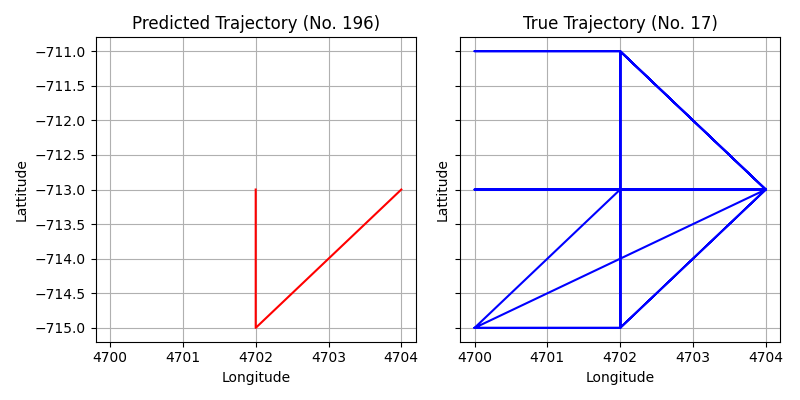 Predicted Trajectory (No. 196)
True Trajectory (No. 17)
−711.0
−711.5
−712.0
−712.5
−713.0
−713.5
−714.0
−714.5
−715.0
Lattitude
Lattitude
4700 4701 4702 4703 4704
4700 4701 4702 4703 4704
Longitude
Longitude